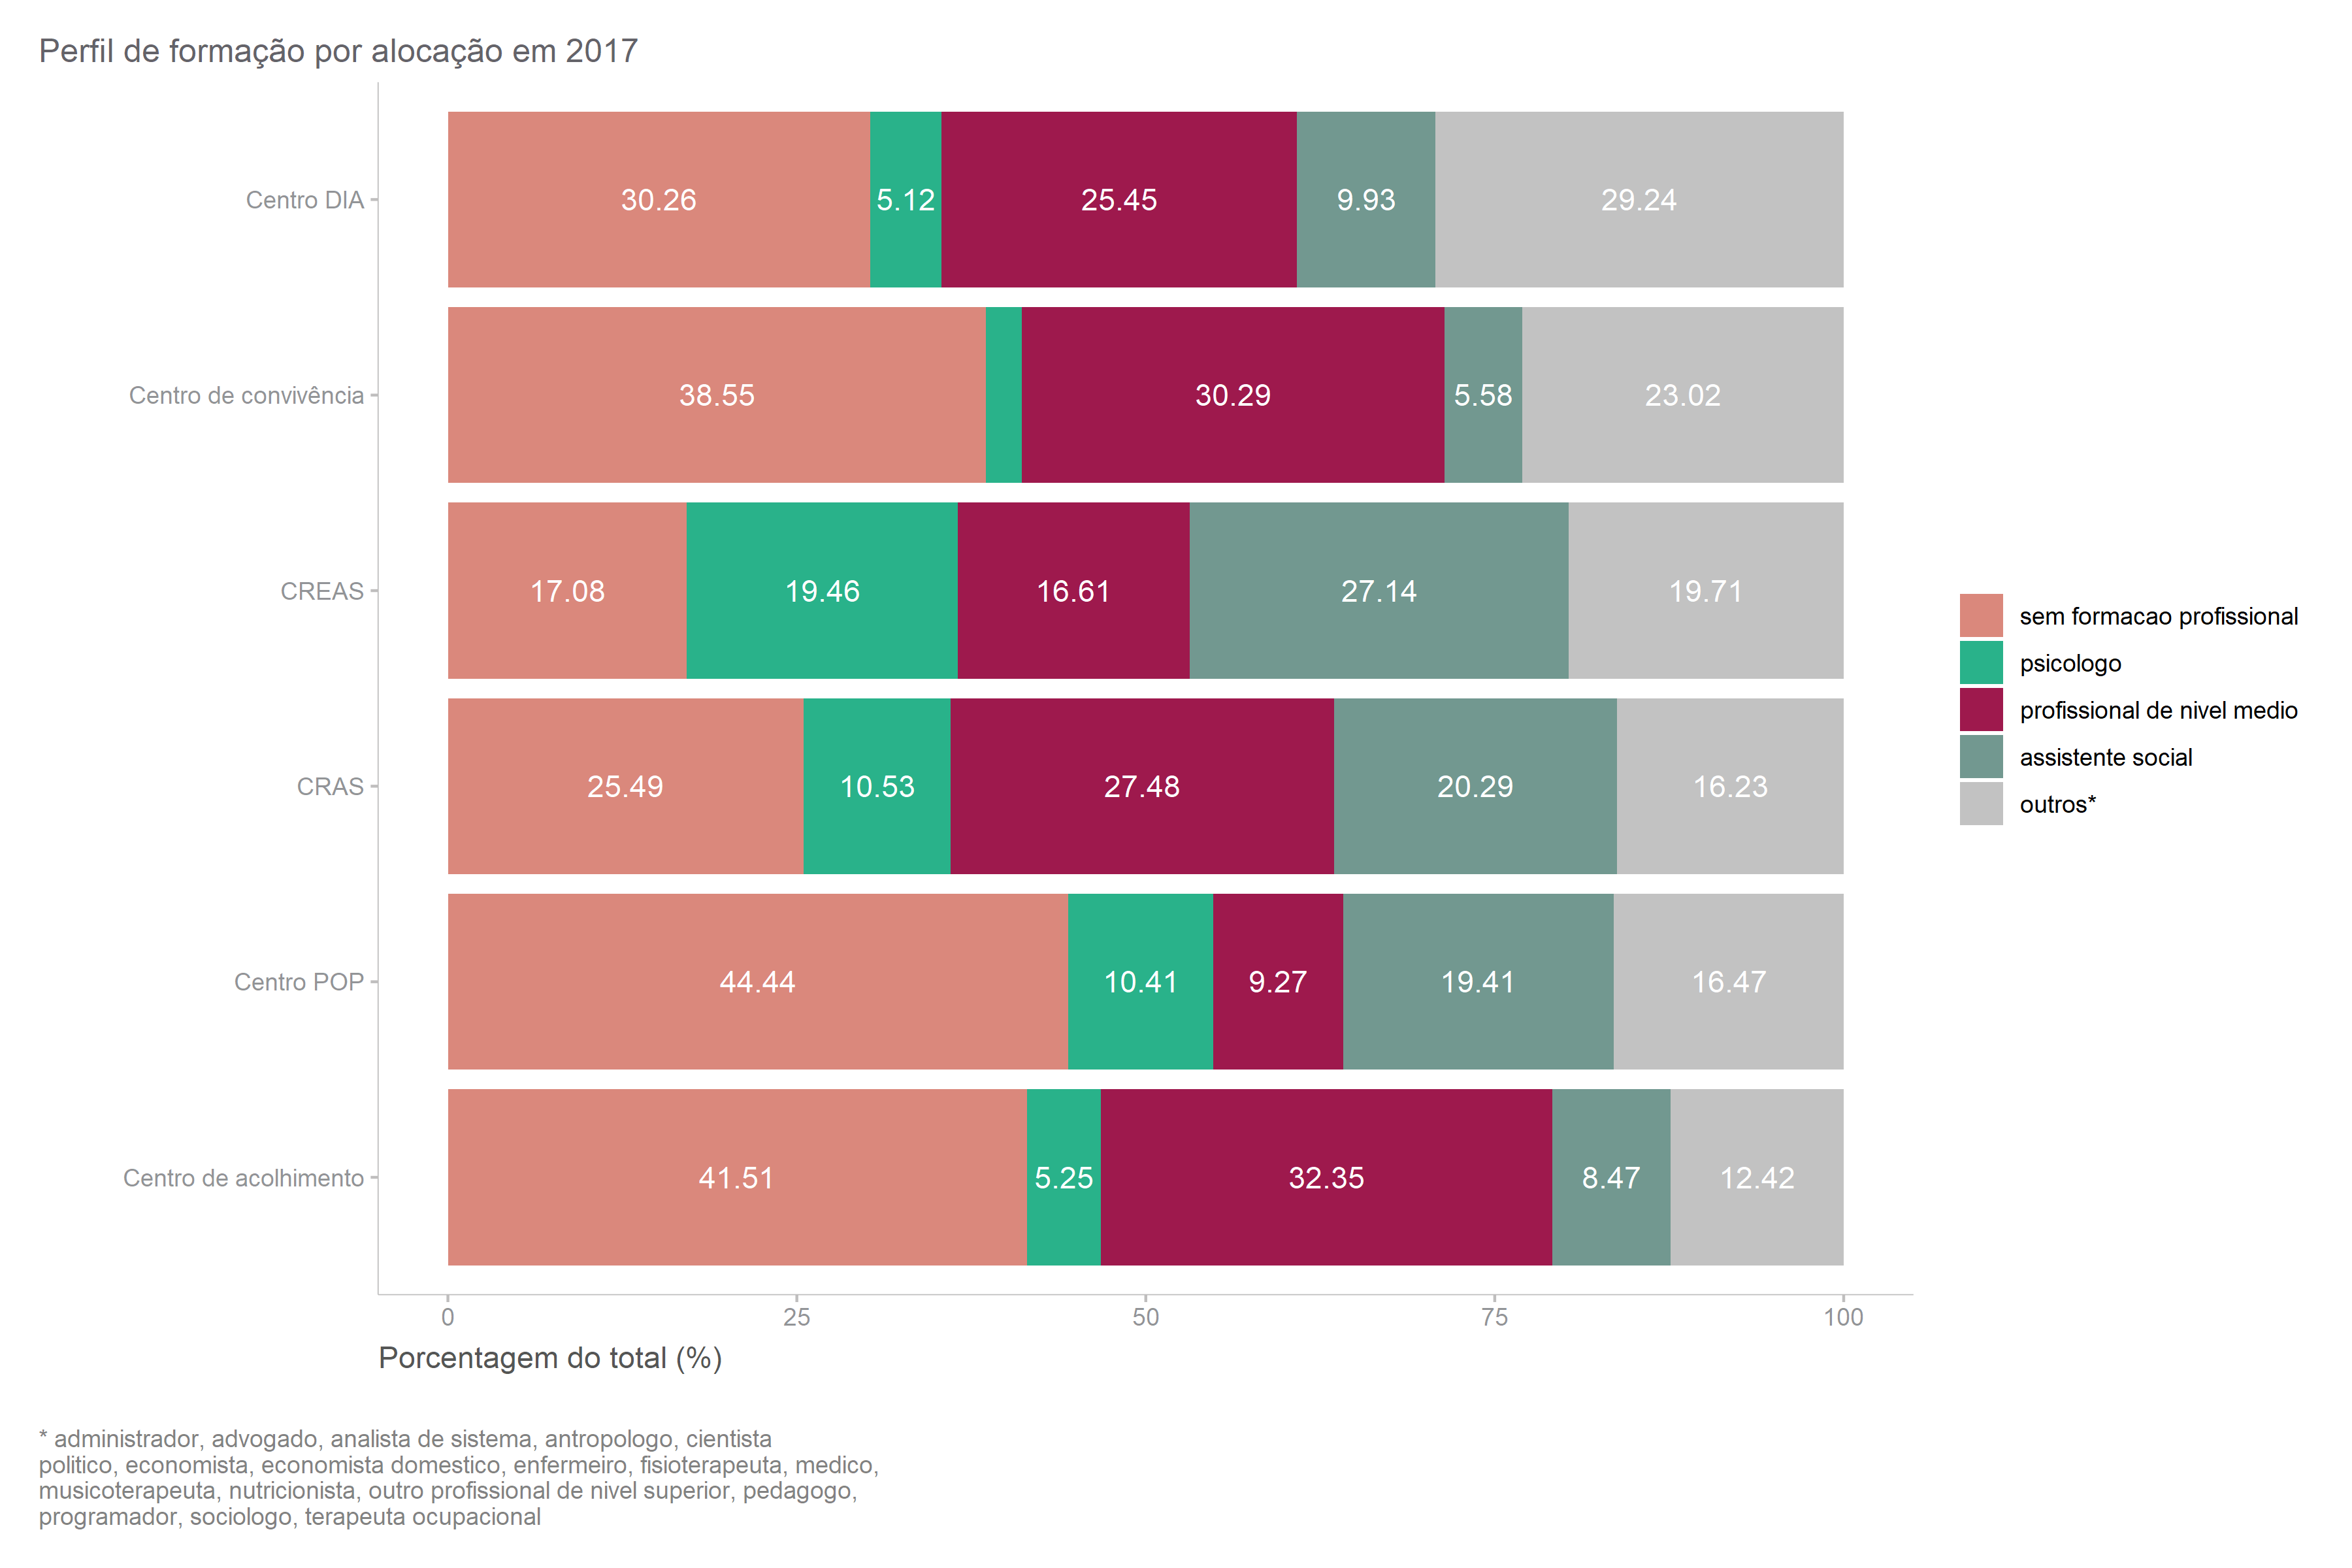 Perfil de formação por alocação em 2017
Centro DIA
30.26
5.12
25.45
9.93
29.24
Centro de convivência
38.55
30.29
5.58
23.02
CREAS
17.08
19.46
16.61
27.14
19.71
CRAS
25.49
10.53
27.48
20.29
16.23
Centro POP
44.44
10.41
9.27
19.41
16.47
Centro de acolhimento
41.51
5.25
32.35
8.47
12.42
0
25
50
75
100
Porcentagem do total (%)
sem formacao profissional
psicologo
profissional de nivel medio
assistente social
outros*
* administrador, advogado, analista de sistema, antropologo, cientista
politico, economista, economista domestico, enfermeiro, fisioterapeuta, medico,
musicoterapeuta, nutricionista, outro profissional de nivel superior, pedagogo,
programador, sociologo, terapeuta ocupacional